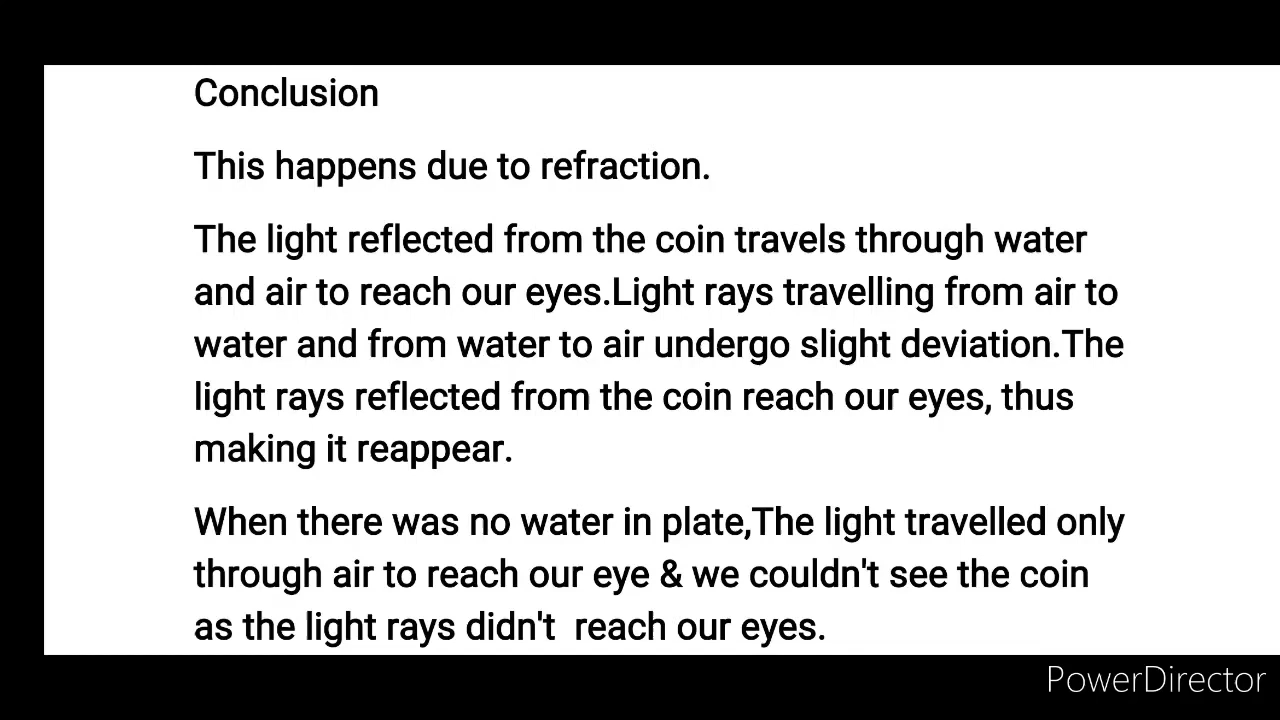 Conclusion
This happens due to refraction.
The light reflected from the coin travels through water
and air to reach our eyes.Light rays travelling from air to
water and from water to air undergo slight deviation.The
light rays reflected from the coin reach our eyes, thus
making it reappear.
When there was no water in plate,The light travelled only
through air to reach our eye & we couldn't see the coin
as the light rays didn't  reach our eyes.
PowerDirector